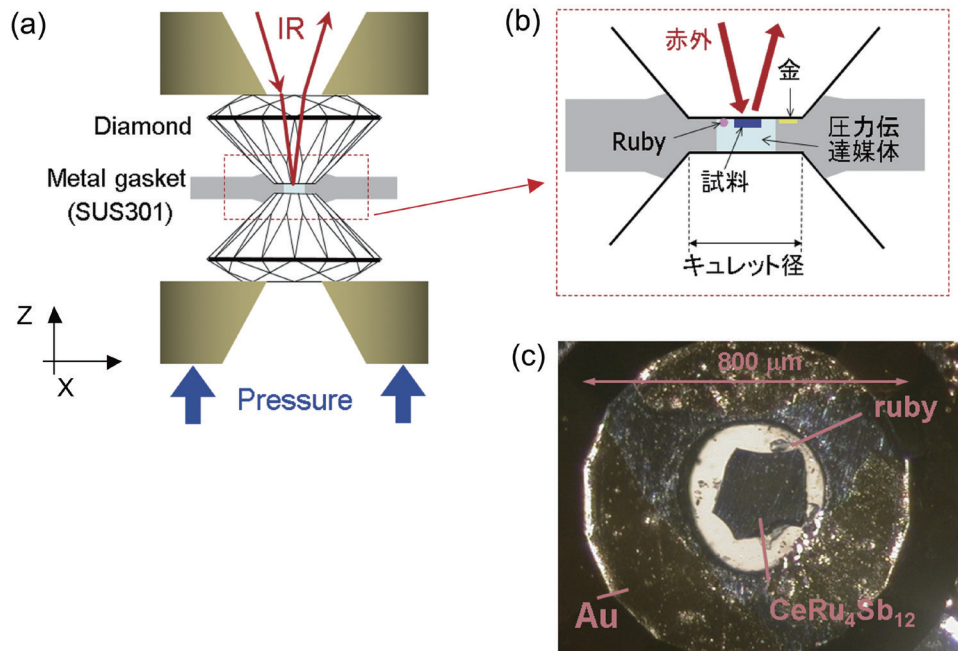 (a)
IR
Diamond
Metal gasket
(SUS301)
Z
X
Pressure
(b)
赤外
金
Ruby
試料
圧力伝
達媒体
キュレット径
(c)
800 μm
ruby
Au
CeRu₄Sb₁₂